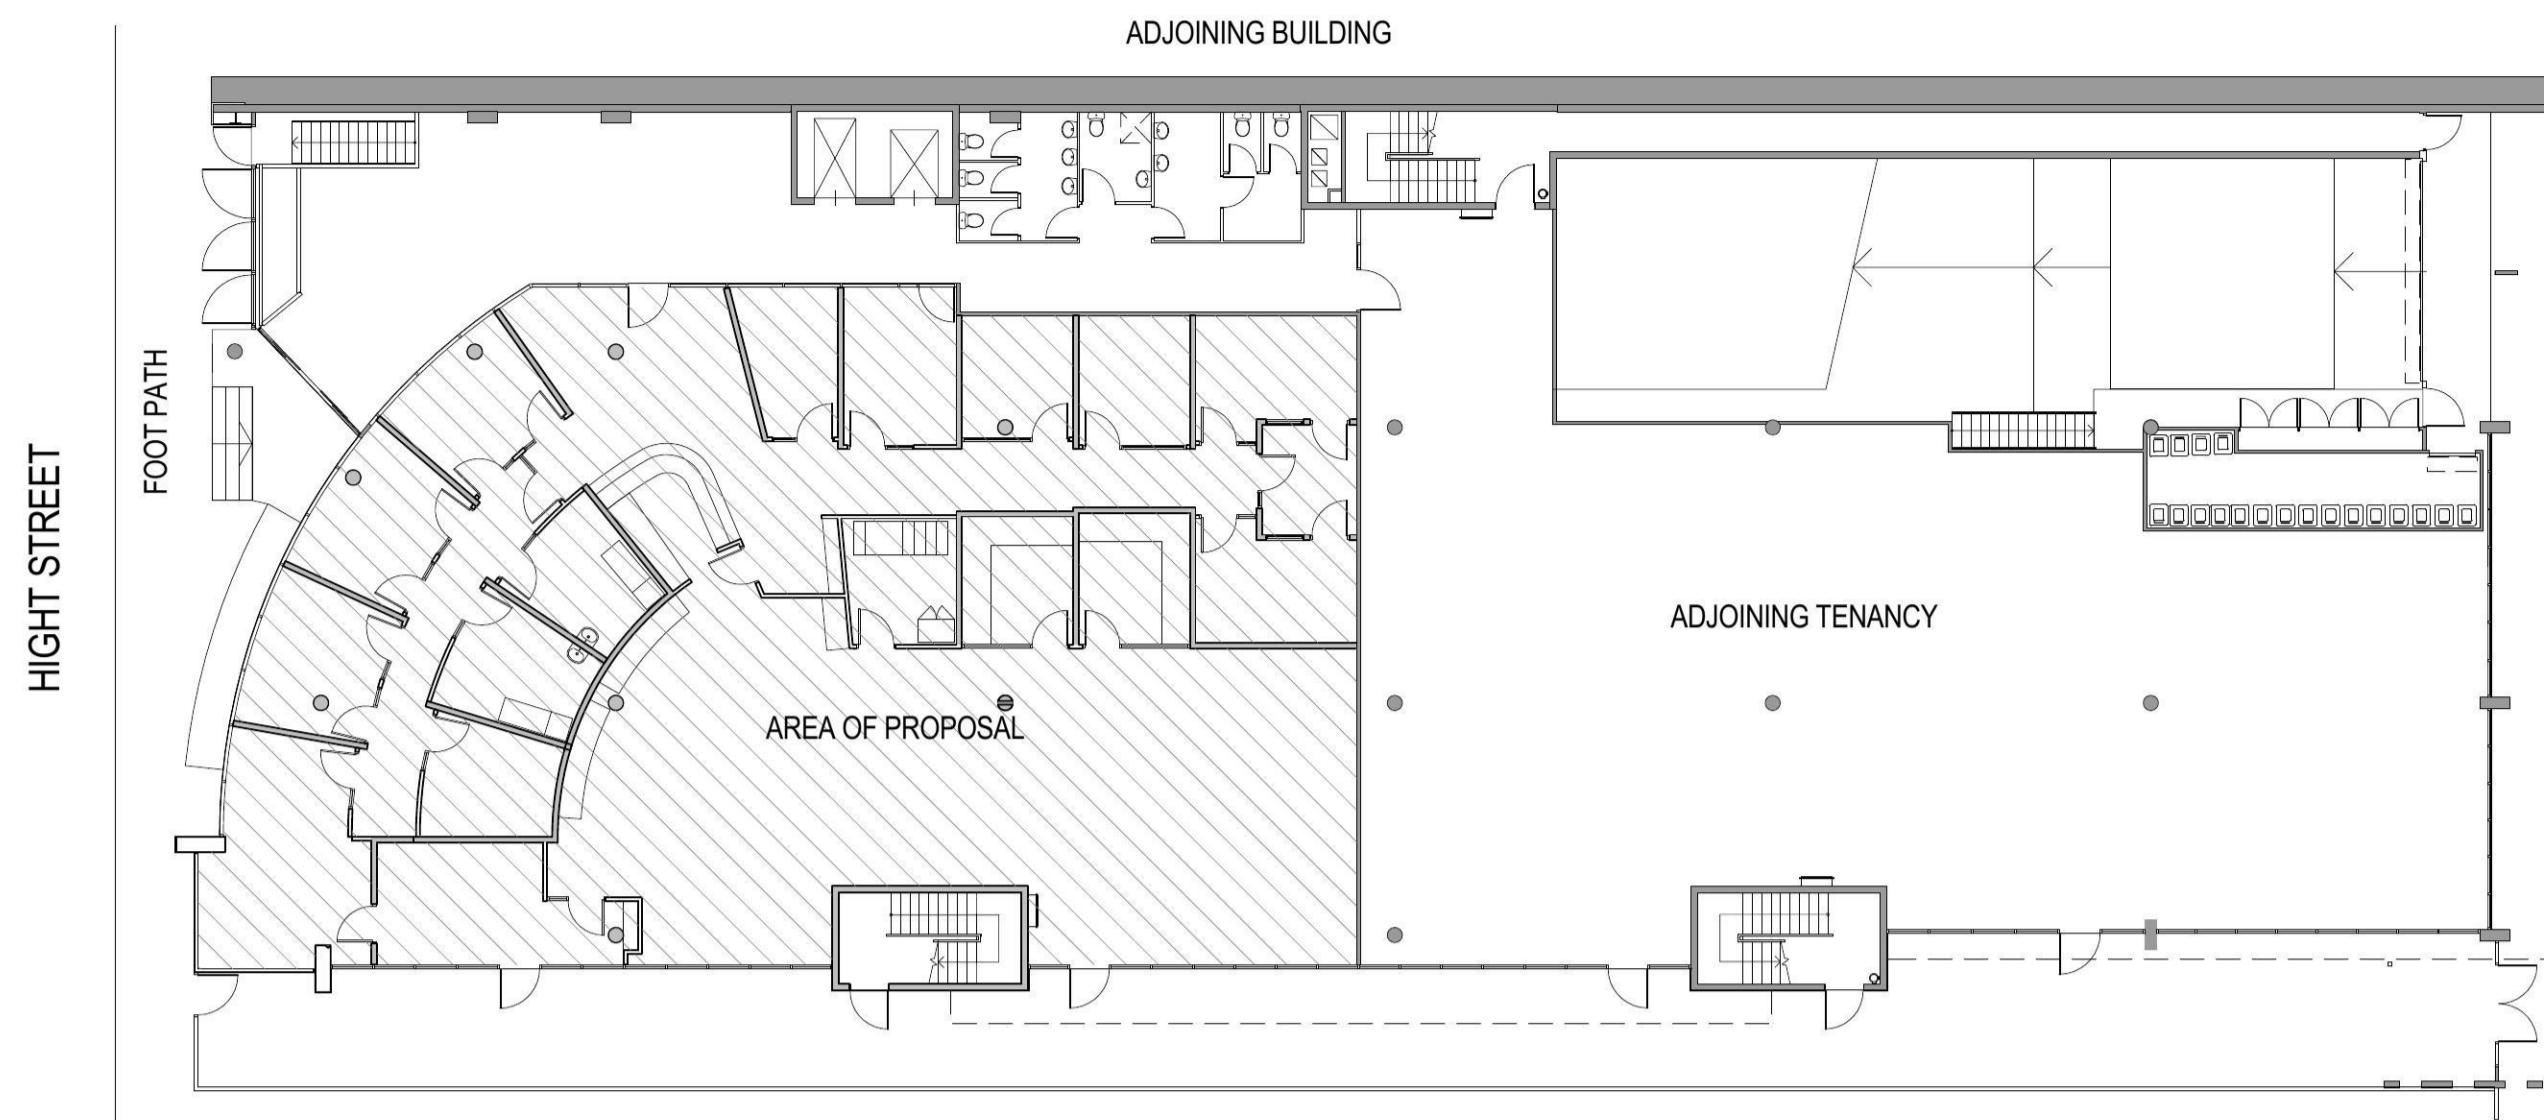 ADJOINING BUILDING
HIGHT STREET
FOOT PATH
ADJOINING TENANCY
AREA OF PROPOSAL